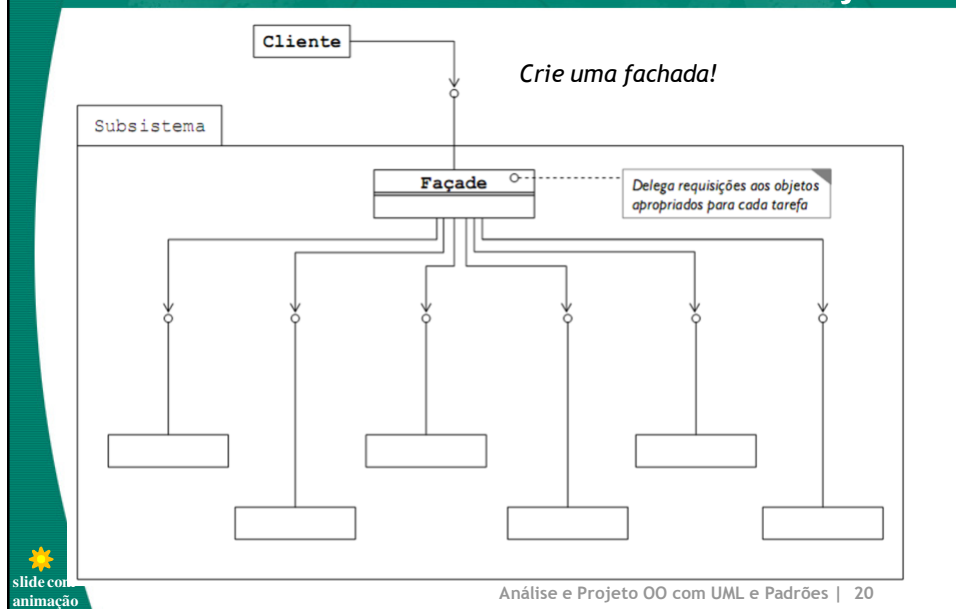 Cliente
Crie uma fachada!
Subsistema
Façade
Delega requisições aos objetos
apropriados para cada tarefa
slide com
animação
Análise e Projeto OO com UML e Padrões | 20